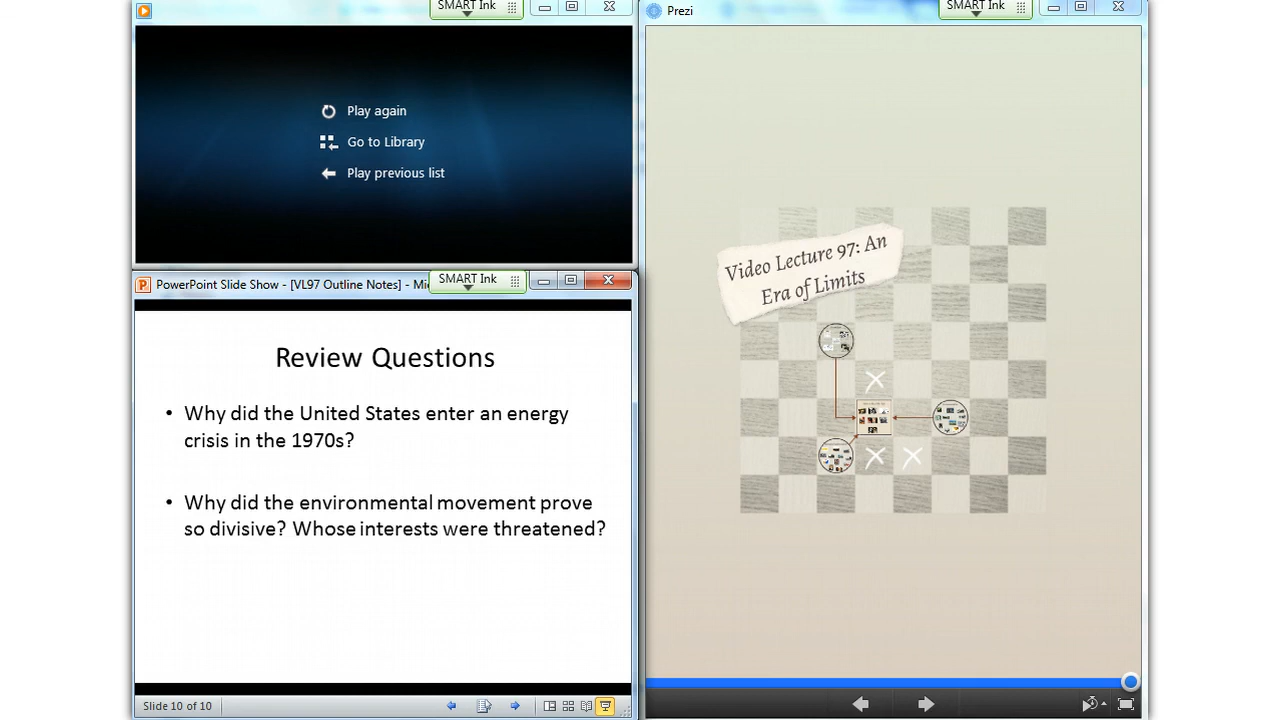 SMART Ink
Play again
Go to Library
Play previous list
PowerPoint Slide Show - [VL97 Outline Notes] - Mi
SMART Ink
Review Questions
• Why did the United States enter an energy
crisis in the 1970s?
• Why did the environmental movement prove
so divisive? Whose interests were threatened?
Slide 10 of 10
Prezi
SMART Ink
Video Lecture 97: An
Era of Limits